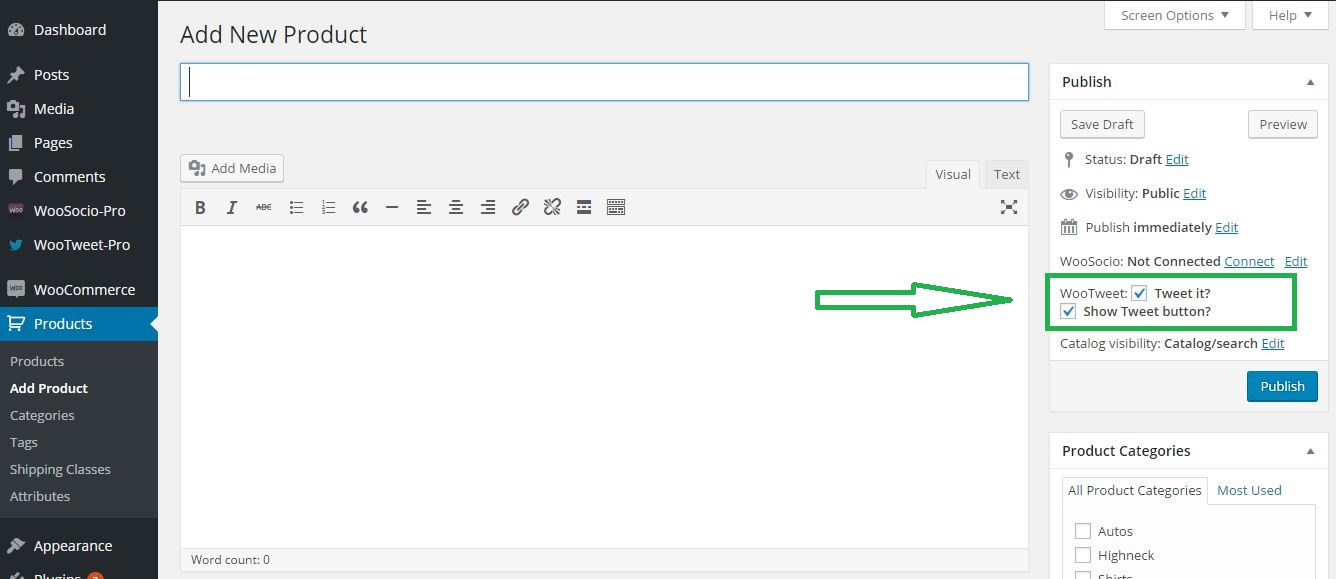 Screen Options Help
Dashboard
Posts
Media
Pages
Comments
WooSocio-Pro
WooTweet-Pro
WooCommerce
Products
Products
Add Product
Categories
Tags
Shipping Classes
Attributes
Appearance
Plugins
Add New Product
Add Media
Visual Text
B I ABC
Word count: 0
Publish
Save Draft Preview
Status: Draft Edit
Visibility: Public Edit
Publish immediately Edit
WooSocio: Not Connected Connect Edit
WooTweet: Tweet it?
Show Tweet button?
Catalog visibility: Catalog/search Edit
Publish
Product Categories
All Product Categories Most Used
Autos
Highneck
Shirts